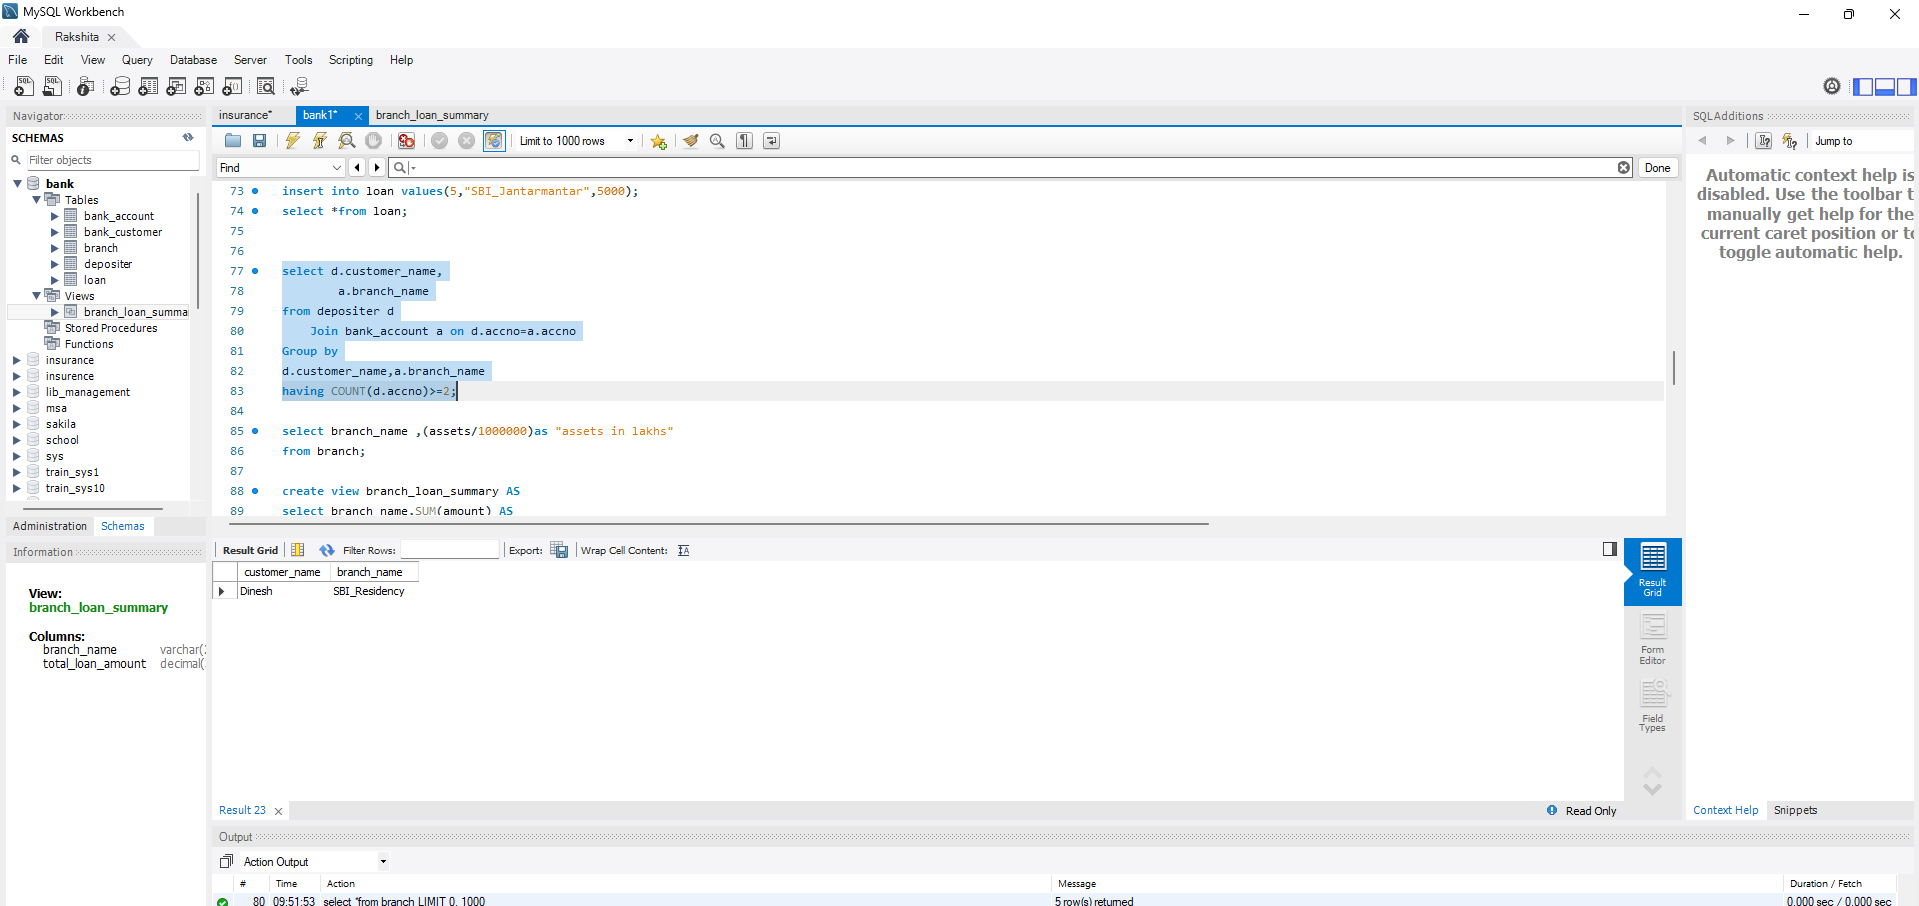 MySQL Workbench
Rakshita
File Edit View Query Database Server Tools Scripting Help
Navigator
SCHEMAS
Filter objects
bank
Tables
bank_account
bank_customer
branch
depositer
loan
Views
branch_loan_summa
Stored Procedures
Functions
insurance
insurence
lib_management
msa
sakila
school
sys
train_sys1
train_sys10
Administration Schemas
Information
View:
branch_loan_summary
Columns:
branch_name varchar(2
total_loan_amount decimal(
insurance* bank1* branch_loan_summary
Limit to 1000 rows
Find Done
73 insert into loan values(5,"SBI_Jantarmantar",5000);
74 select *from loan;
75
76
77 select d.customer_name,
78 a.branch_name
79 from depositer d
80 Join bank_account a on d.accno=a.accno
81 Group by
82 d.customer_name,a.branch_name
83 having COUNT(d.accno)>=2;
84
85 select branch_name ,(assets/1000000)as "assets in lakhs"
86 from branch;
87
88 create view branch_loan_summary AS
89 select branch_name,SUM(amount) AS
Result Grid Filter Rows: Export: Wrap Cell Content:
customer_name branch_name
Dinesh SBI_Residency
Result Grid
Form Editor
Field Types
Result 23 Read Only
Output
Action Output
# Time Action Message Duration / Fetch
80 09:51:53 select *from branch LIMIT 0, 1000 5 row(s) returned 0.000 sec / 0.000 sec
SQLAdditions
Jump to
Automatic context help is
disabled. Use the toolbar t
manually get help for the
current caret position or to
toggle automatic help.
Context Help Snippets